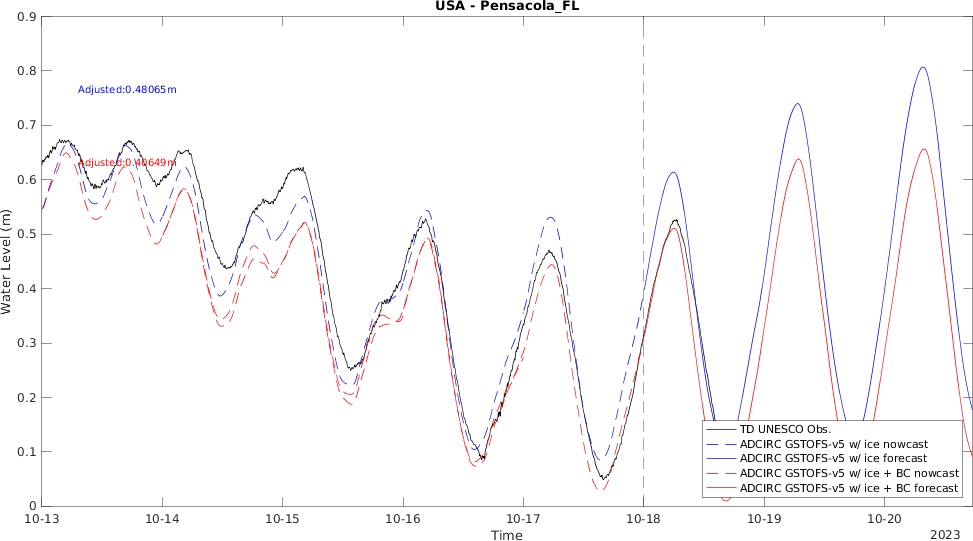 USA - Pensacola_FL
0.9
0.8
Adjusted:0.48065m
0.7
Adjusted:0.40649m
0.6
0.5
Water Level (m)
0.4
0.3
0.2
0.1
0
TD UNESCO Obs.
ADCIRC GSTOFS-v5 w/ ice nowcast
ADCIRC GSTOFS-v5 w/ ice forecast
ADCIRC GSTOFS-v5 w/ ice + BC nowcast
ADCIRC GSTOFS-v5 w/ ice + BC forecast
10-13 10-14 10-15 10-16 10-17 10-18 10-19 10-20
Time
2023